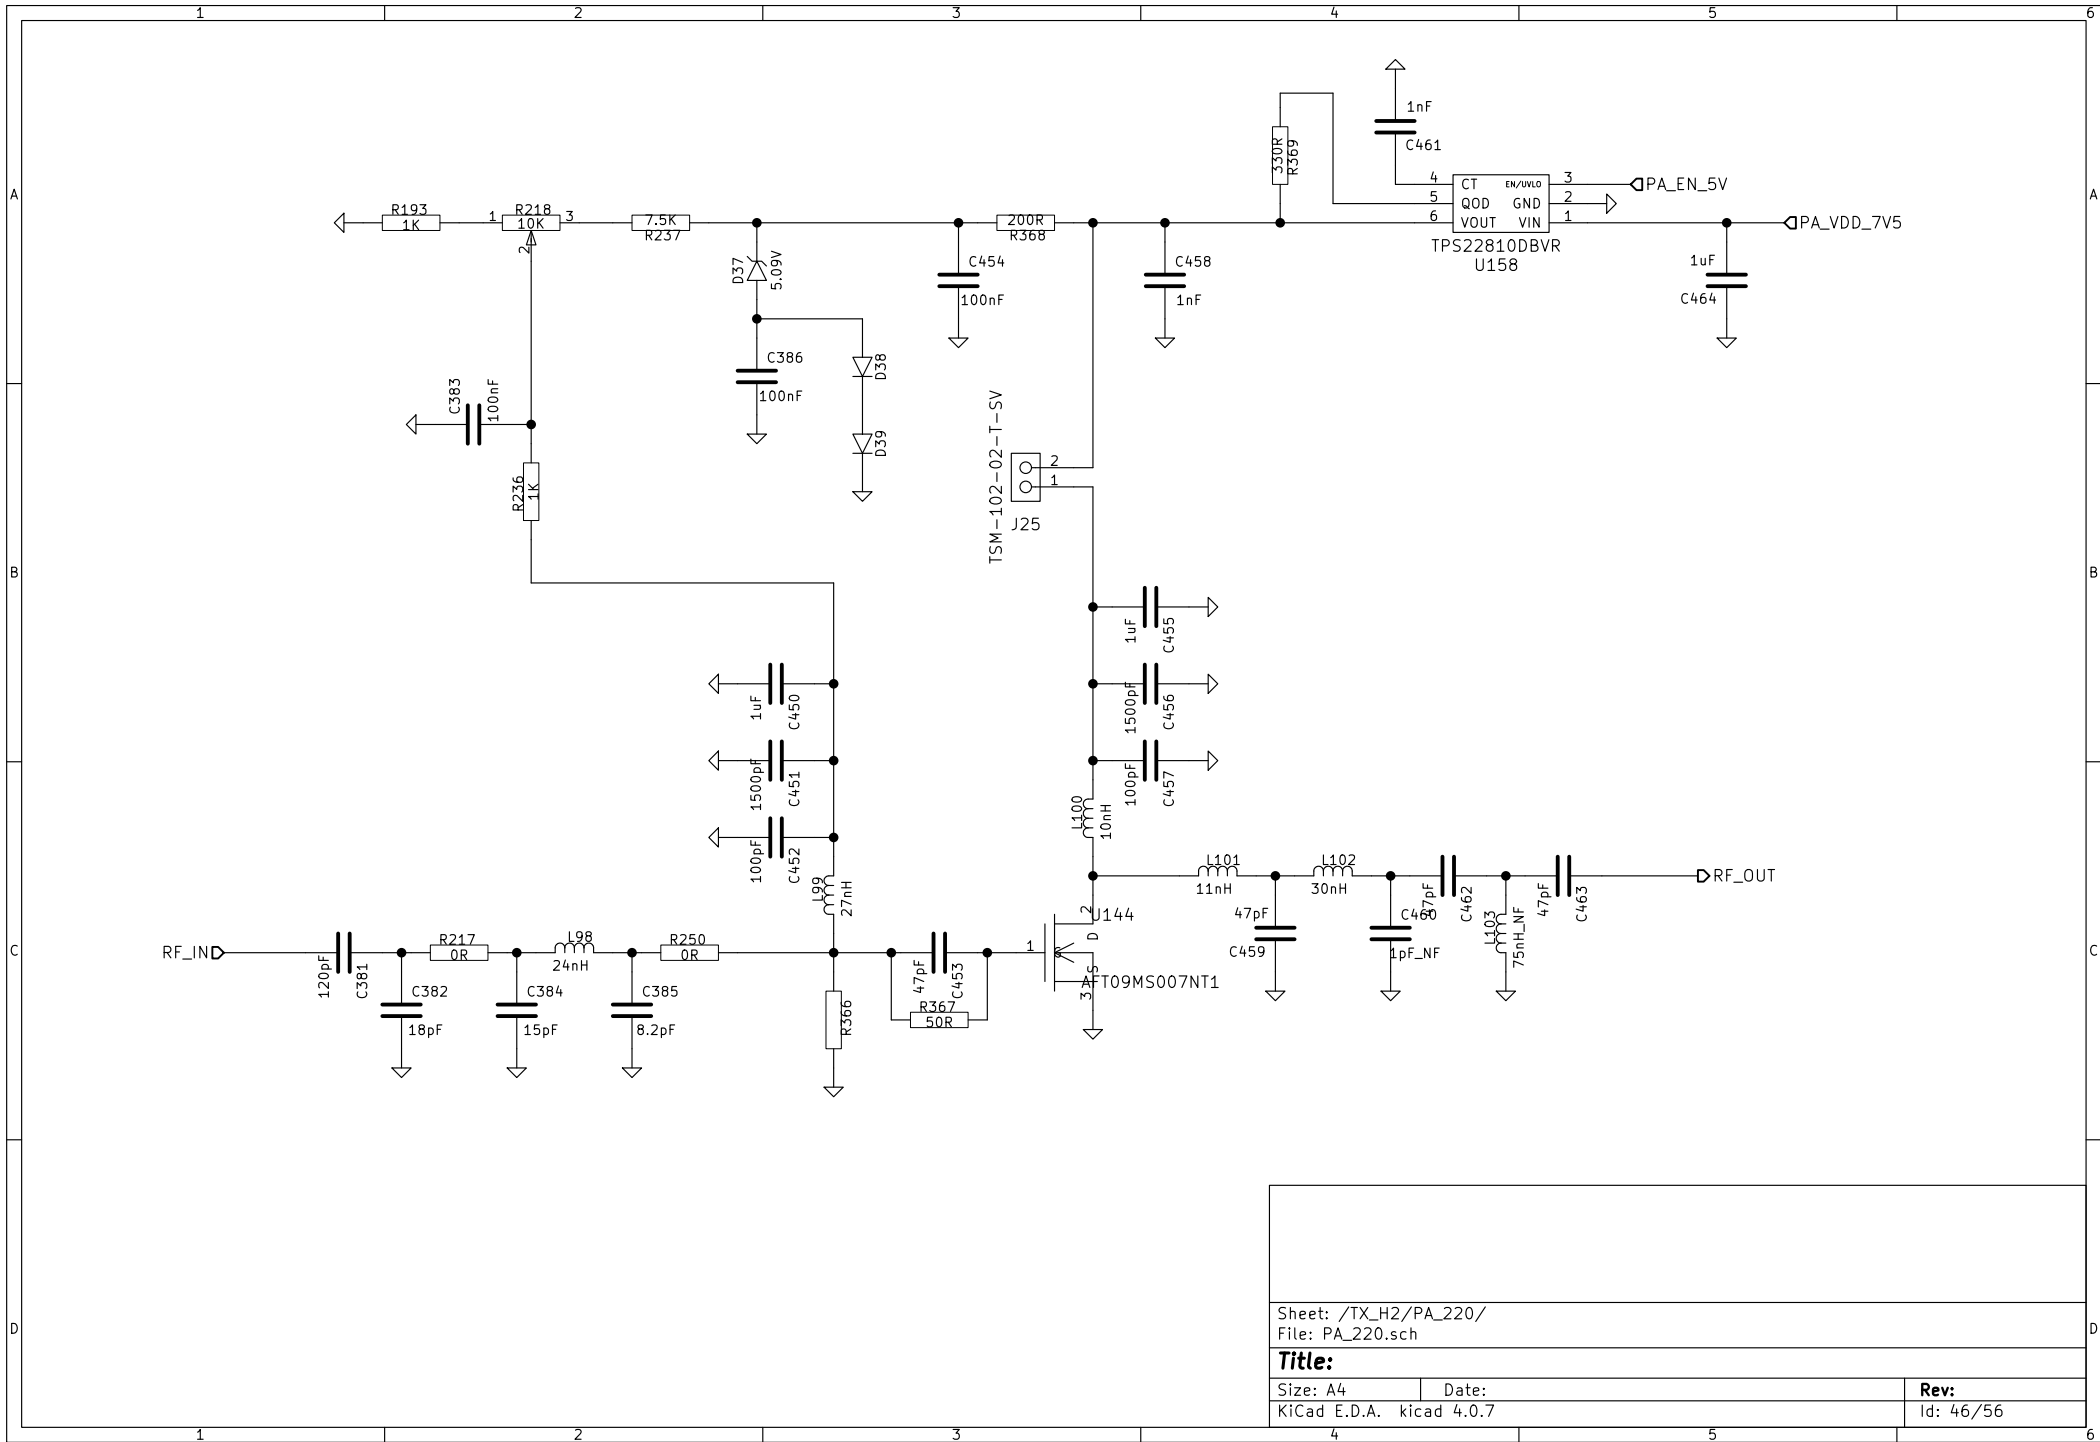 1 2 3 4 5 6
A A
B B
C C
D D
1nF
C461
330R
R369
4 CT EN/UVLO 3 PA_EN_5V
5 QOD GND 2
6 VOUT VIN 1 PA_VDD_7V5
TPS22810DBVR
U158
1uF
C464
R193
1K
1 R218 3
10K
2
7.5K
R237
200R
R368
D37
5.09V
C454
100nF
C458
1nF
C386
100nF
D38
D39
C383
100nF
R236
1K
TSM-102-02-T-SV
2
1
J25
1uF
C455
1500pF
C456
100pF
C457
1uF
C450
1500pF
C451
100pF
C452
L99
27nH
L100
10nH
L101
11nH
L102
30nH
47pF
C459
C460
1pF_NF
47pF
C462
L103
75nH_NF
47pF
C463
RF_OUT
RF_IN
120pF
C381
C382
18pF
R217
0R
C384
15pF
L98
24nH
C385
8.2pF
R250
0R
R366
47pF
C453
R367
50R
1
2
U144
D
G
S
3
AFT09MS007NT1
Sheet: /TX_H2/PA_220/
File: PA_220.sch
Title:
Size: A4 Date: Rev:
KiCad E.D.A. kicad 4.0.7 Id: 46/56
1 2 3 4 5 6